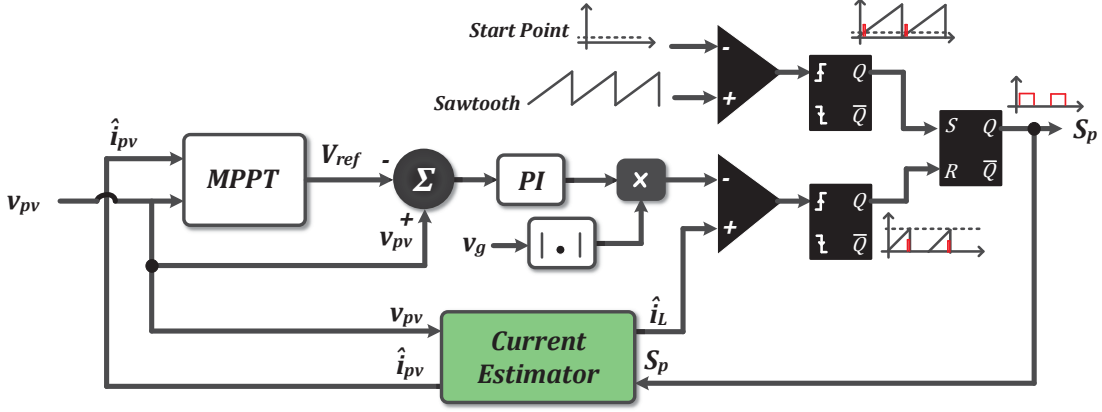 Start Point
-
Sawtooth
+
Q
Q̅
S
Q
R
Q̅
S_p
î_pv
MPPT
V_ref
-
Σ
+
v_pv
PI
×
-
+
Q
Q̅
v_pv
v_g
| • |
v_pv
î_pv
Current
Estimator
î_L
S_p